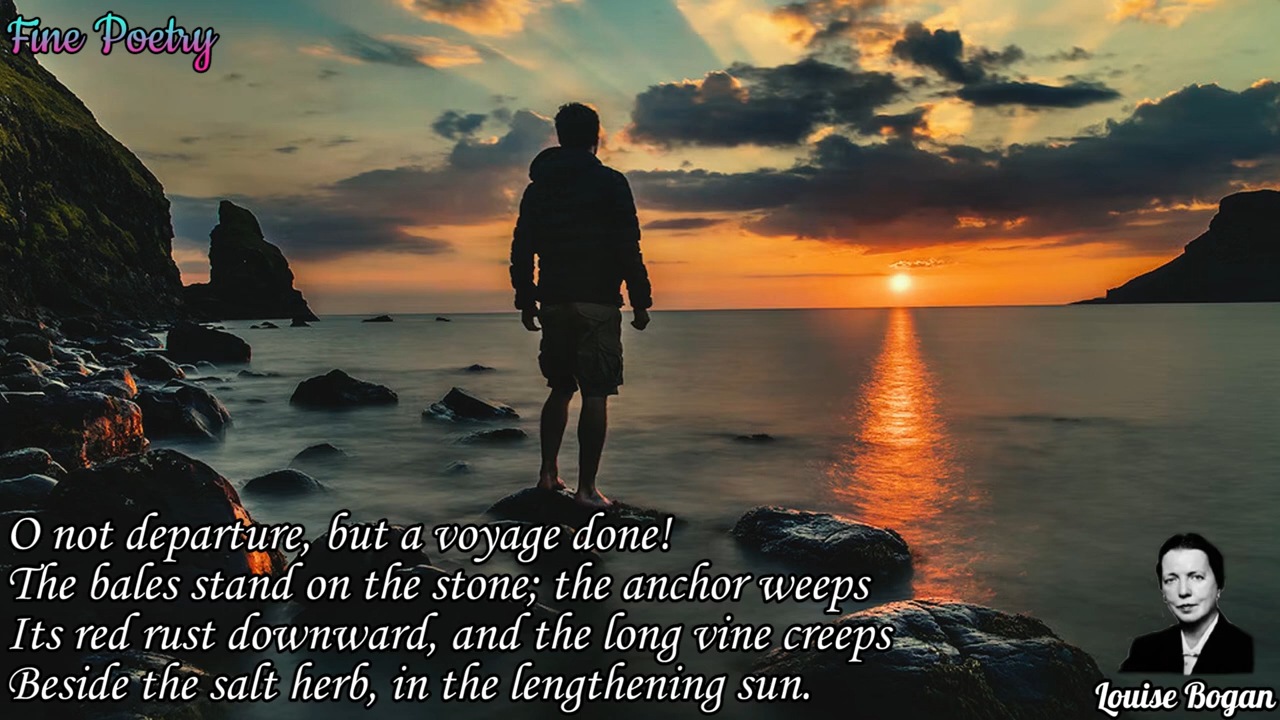 Fine Poetry
O not departure, but a voyage done!
The bales stand on the stone; the anchor weeps
Its red rust downward, and the long vine creeps
Beside the salt herb, in the lengthening sun.
Louise Bogan